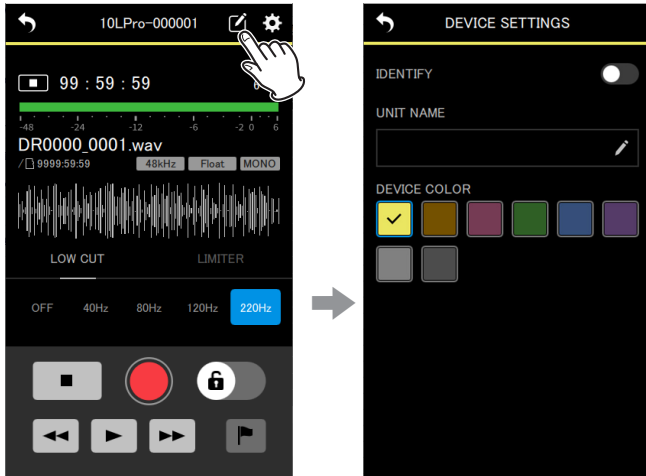 10LPro-000001
99 : 59 : 59
-48 -24 -12 -6 -2 0 6
DR0000_0001.wav
/ 9999:59:59 48kHz Float MONO
LOW CUT LIMITER
OFF 40Hz 80Hz 120Hz 220Hz
DEVICE SETTINGS
IDENTIFY
UNIT NAME
DEVICE COLOR